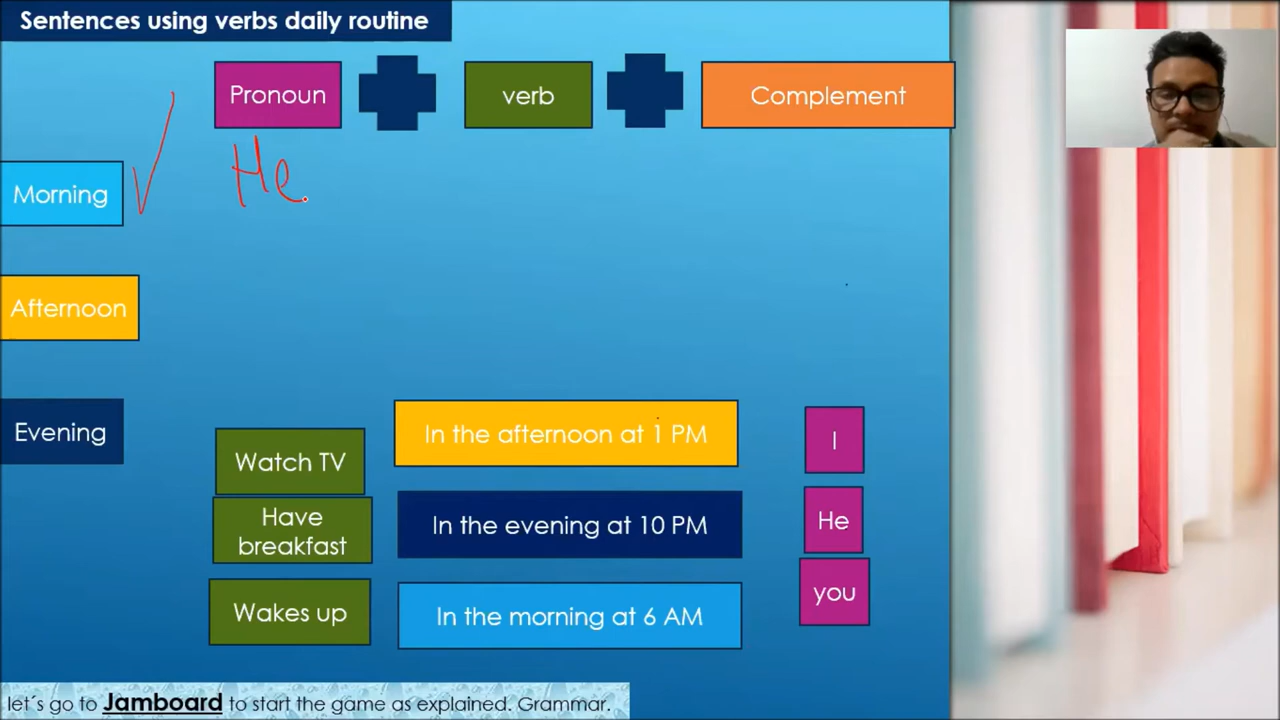 Sentences using verbs daily routine
Pronoun
verb
Complement
He
Morning
Afternoon
Evening
Watch TV
In the afternoon at 1 PM
I
Have
breakfast
In the evening at 10 PM
He
Wakes up
In the morning at 6 AM
you
let´s go to Jamboard to start the game as explained. Grammar.